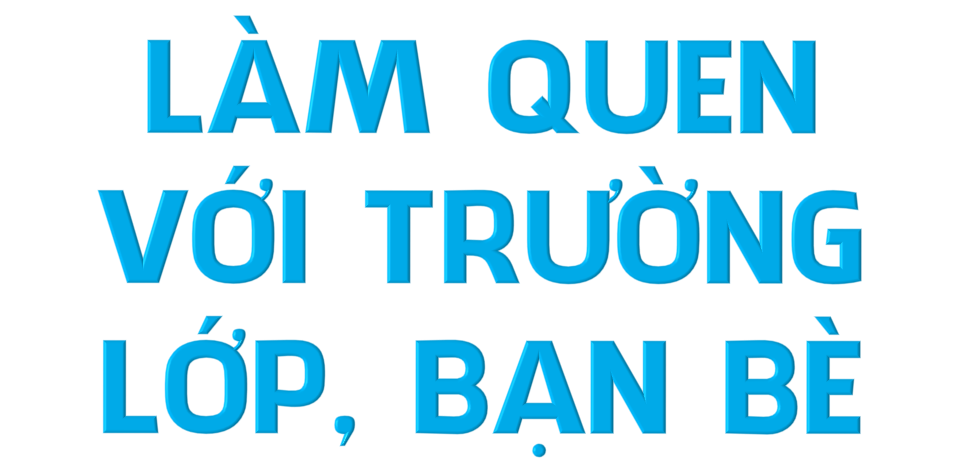 LÀM QUEN
VỚI TRƯỜNG
LỚP, BẠN BÈ